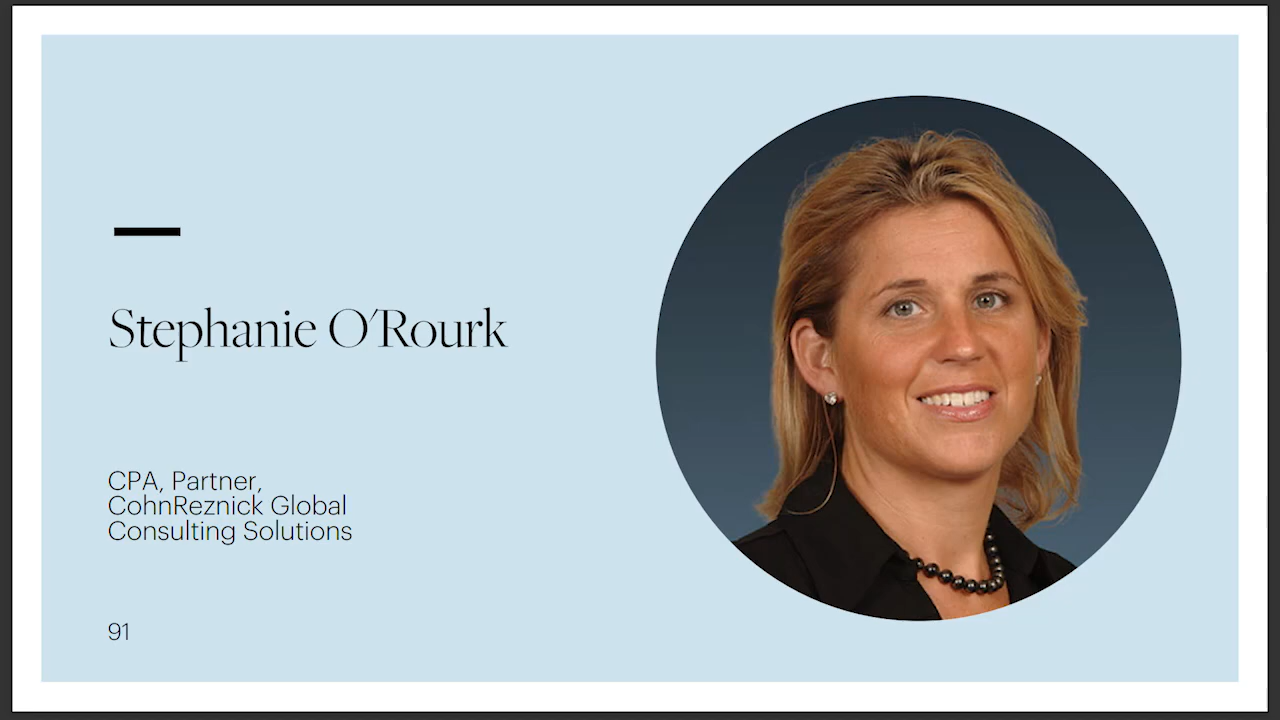 Stephanie O'Rourk
CPA, Partner,
CohnReznick Global
Consulting Solutions
91